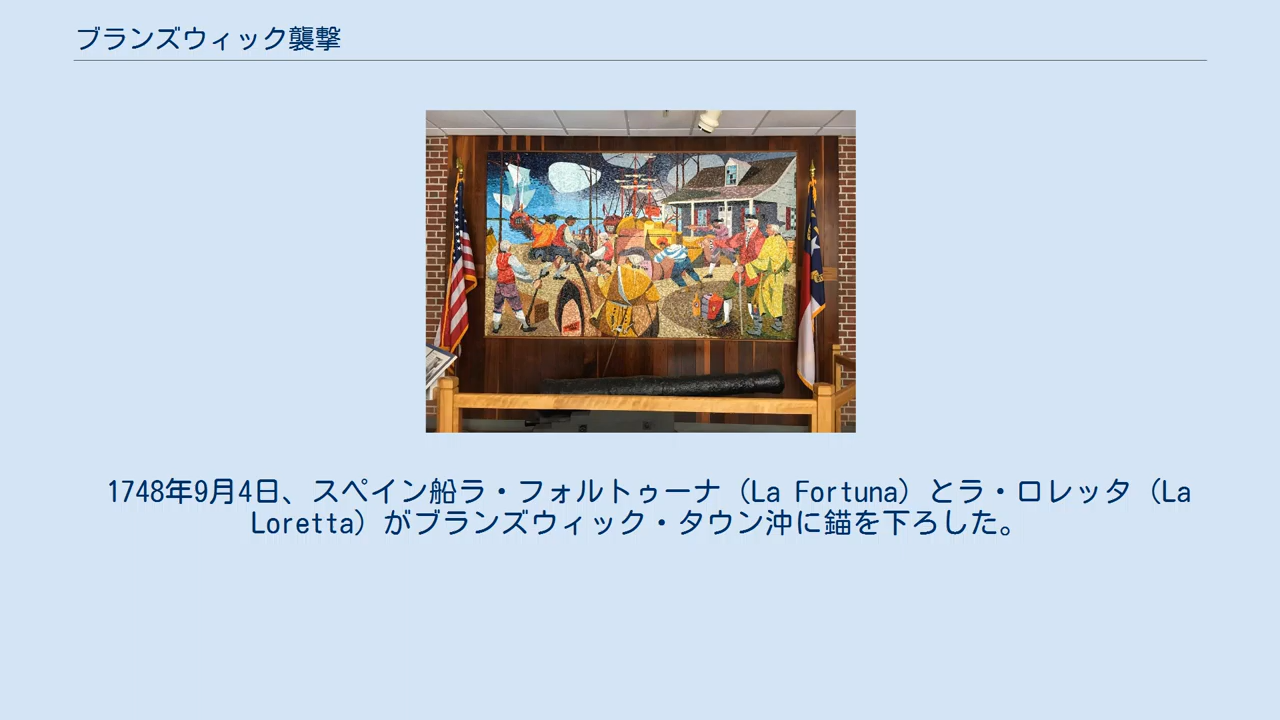 ブランズウィック襲撃
1748年9月4日、スペイン船ラ・フォルトゥーナ（La Fortuna）とラ・ロレッタ（La
Loretta）がブランズウィック・タウン沖に錨を下ろした。